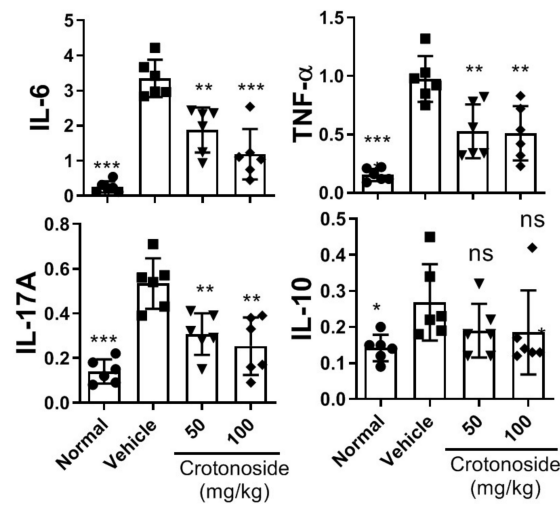 IL-6
5
4
3
2
1
0
***
**
***
TNF-α
1.5
1.0
0.5
0.0
***
**
**
IL-17A
0.8
0.6
0.4
0.2
0.0
***
**
**
Normal
Vehicle
50
100
Crotonoside
(mg/kg)
IL-10
0.5
0.4
0.3
0.2
0.1
0.0
*
ns
ns
*
Normal
Vehicle
50
100
Crotonoside
(mg/kg)